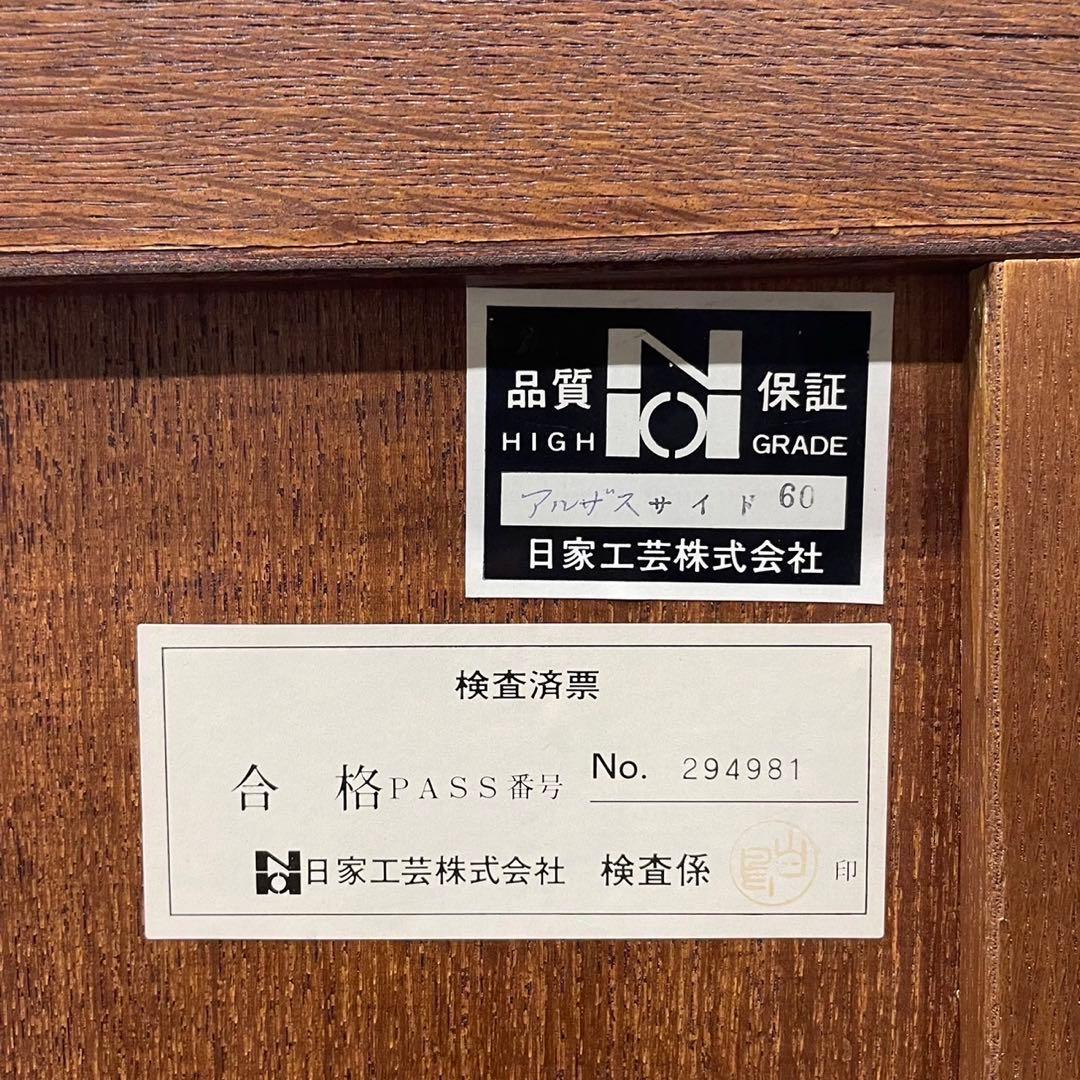 品質 保証
HIGH GRADE
アルザスサイド 60
日家工芸株式会社
検査済票
合格PASS番号 No. 294981
日家工芸株式会社 検査係 印